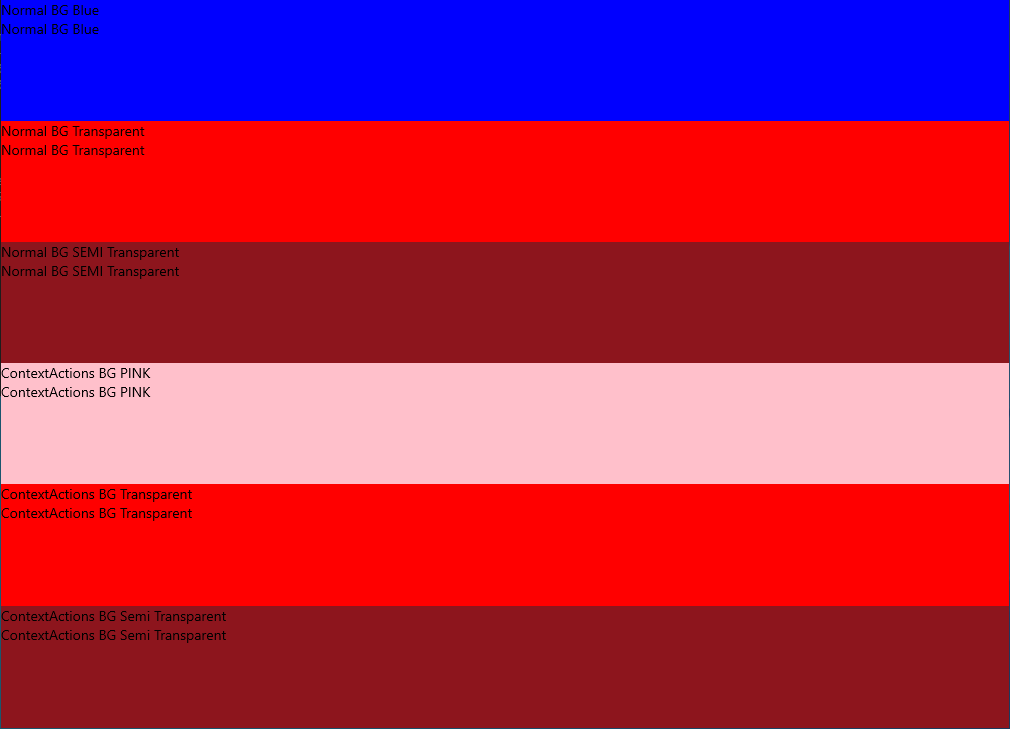 Normal BG Blue
Normal BG Blue
Normal BG Transparent
Normal BG Transparent
Normal BG SEMI Transparent
Normal BG SEMI Transparent
ContextActions BG PINK
ContextActions BG PINK
ContextActions BG Transparent
ContextActions BG Transparent
ContextActions BG Semi Transparent
ContextActions BG Semi Transparent